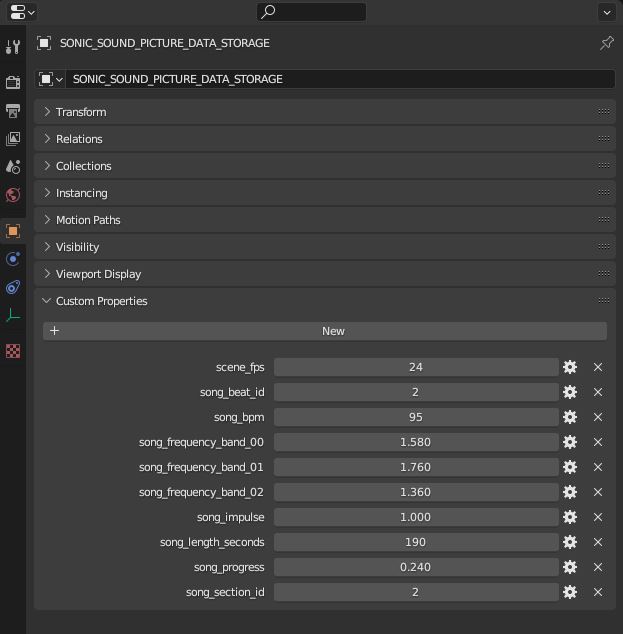 SONIC_SOUND_PICTURE_DATA_STORAGE
SONIC_SOUND_PICTURE_DATA_STORAGE
Transform
Relations
Collections
Instancing
Motion Paths
Visibility
Viewport Display
Custom Properties
New
scene_fps 24
song_beat_id 2
song_bpm 95
song_frequency_band_00 1.580
song_frequency_band_01 1.760
song_frequency_band_02 1.360
song_impulse 1.000
song_length_seconds 190
song_progress 0.240
song_section_id 2